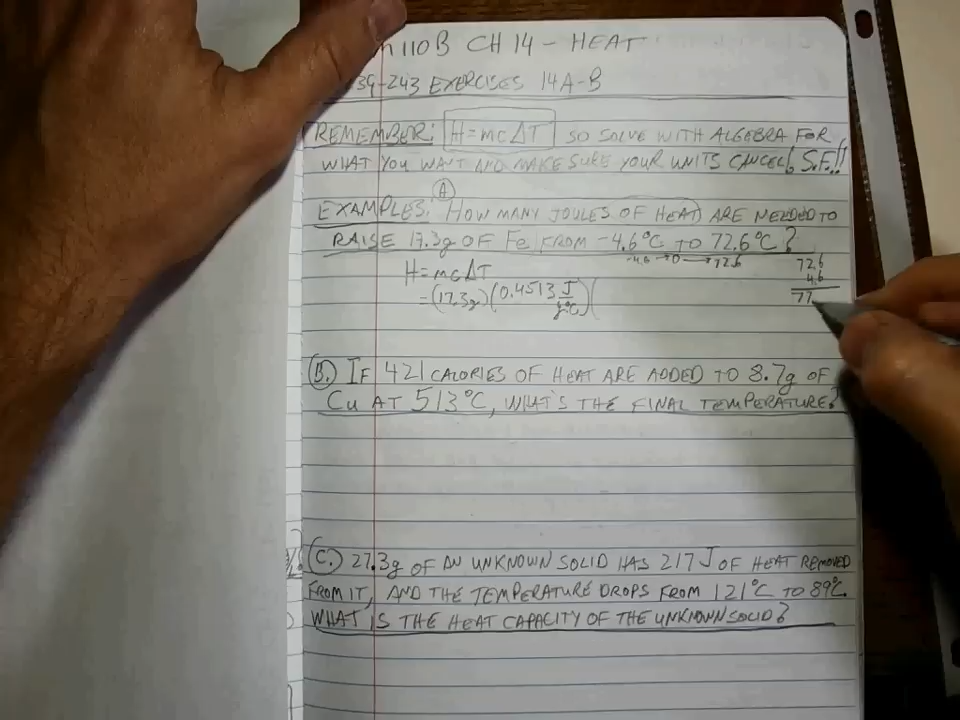 110B CH 14 - HEAT
39-243 EXERCISES 14A-B
REMEMBER: H=mcΔT SO SOLVE WITH ALGEBRA FOR
WHAT YOU WANT AND MAKE SURE YOUR UNITS CANCEL! S.F.!!
A
EXAMPLES: HOW MANY JOULES OF HEAT ARE NEEDED TO
RAISE 17.3g OF Fe FROM -4.6°C TO 72.6°C?
-4.6 → 0 → 72.6
H=mcΔT
=(17.3g)(0.4513 J/g°C)(
72.6
4.6
77
B. IF 421 CALORIES OF HEAT ARE ADDED TO 8.7g OF
Cu AT 513°C, WHAT'S THE FINAL TEMPERATURE?
C. 27.3g OF AN UNKNOWN SOLID HAS 217 J OF HEAT REMOVED
FROM IT, AND THE TEMPERATURE DROPS FROM 121°C TO 89°C.
WHAT IS THE HEAT CAPACITY OF THE UNKNOWN SOLID?